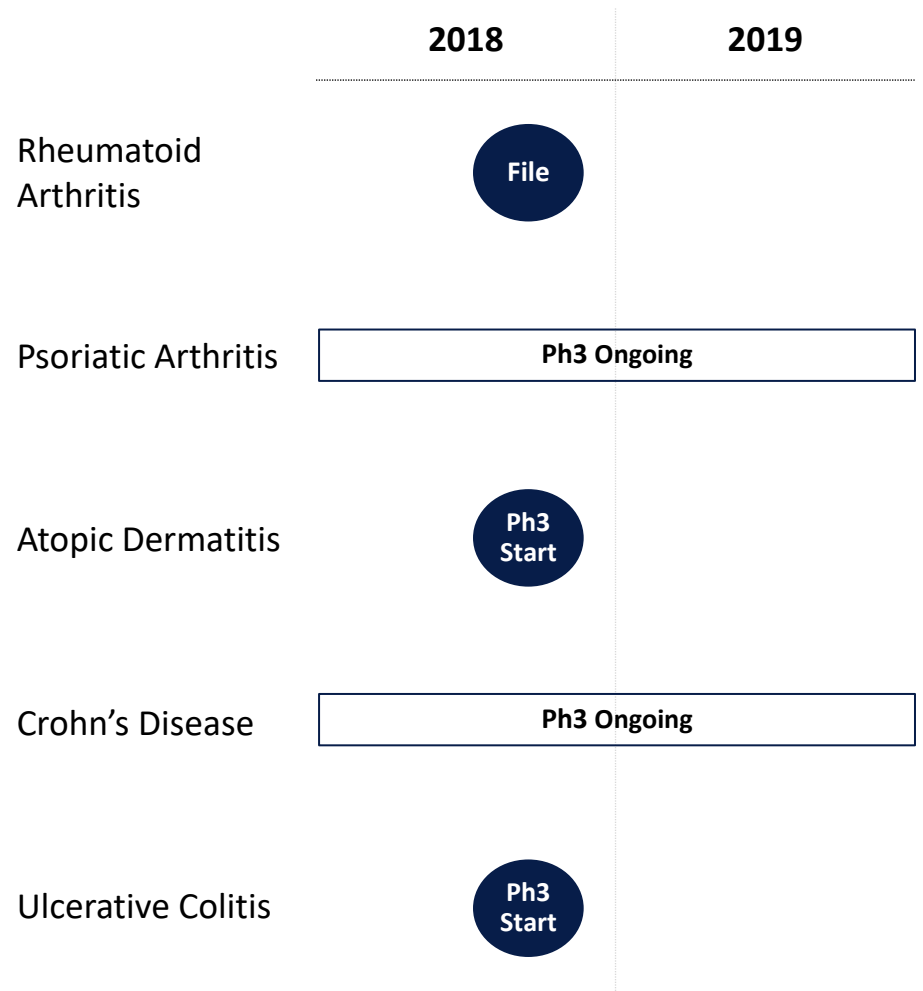 2018 2019
Rheumatoid
Arthritis
File
Psoriatic Arthritis
Ph3 Ongoing
Atopic Dermatitis
Ph3
Start
Crohn’s Disease
Ph3 Ongoing
Ulcerative Colitis
Ph3
Start